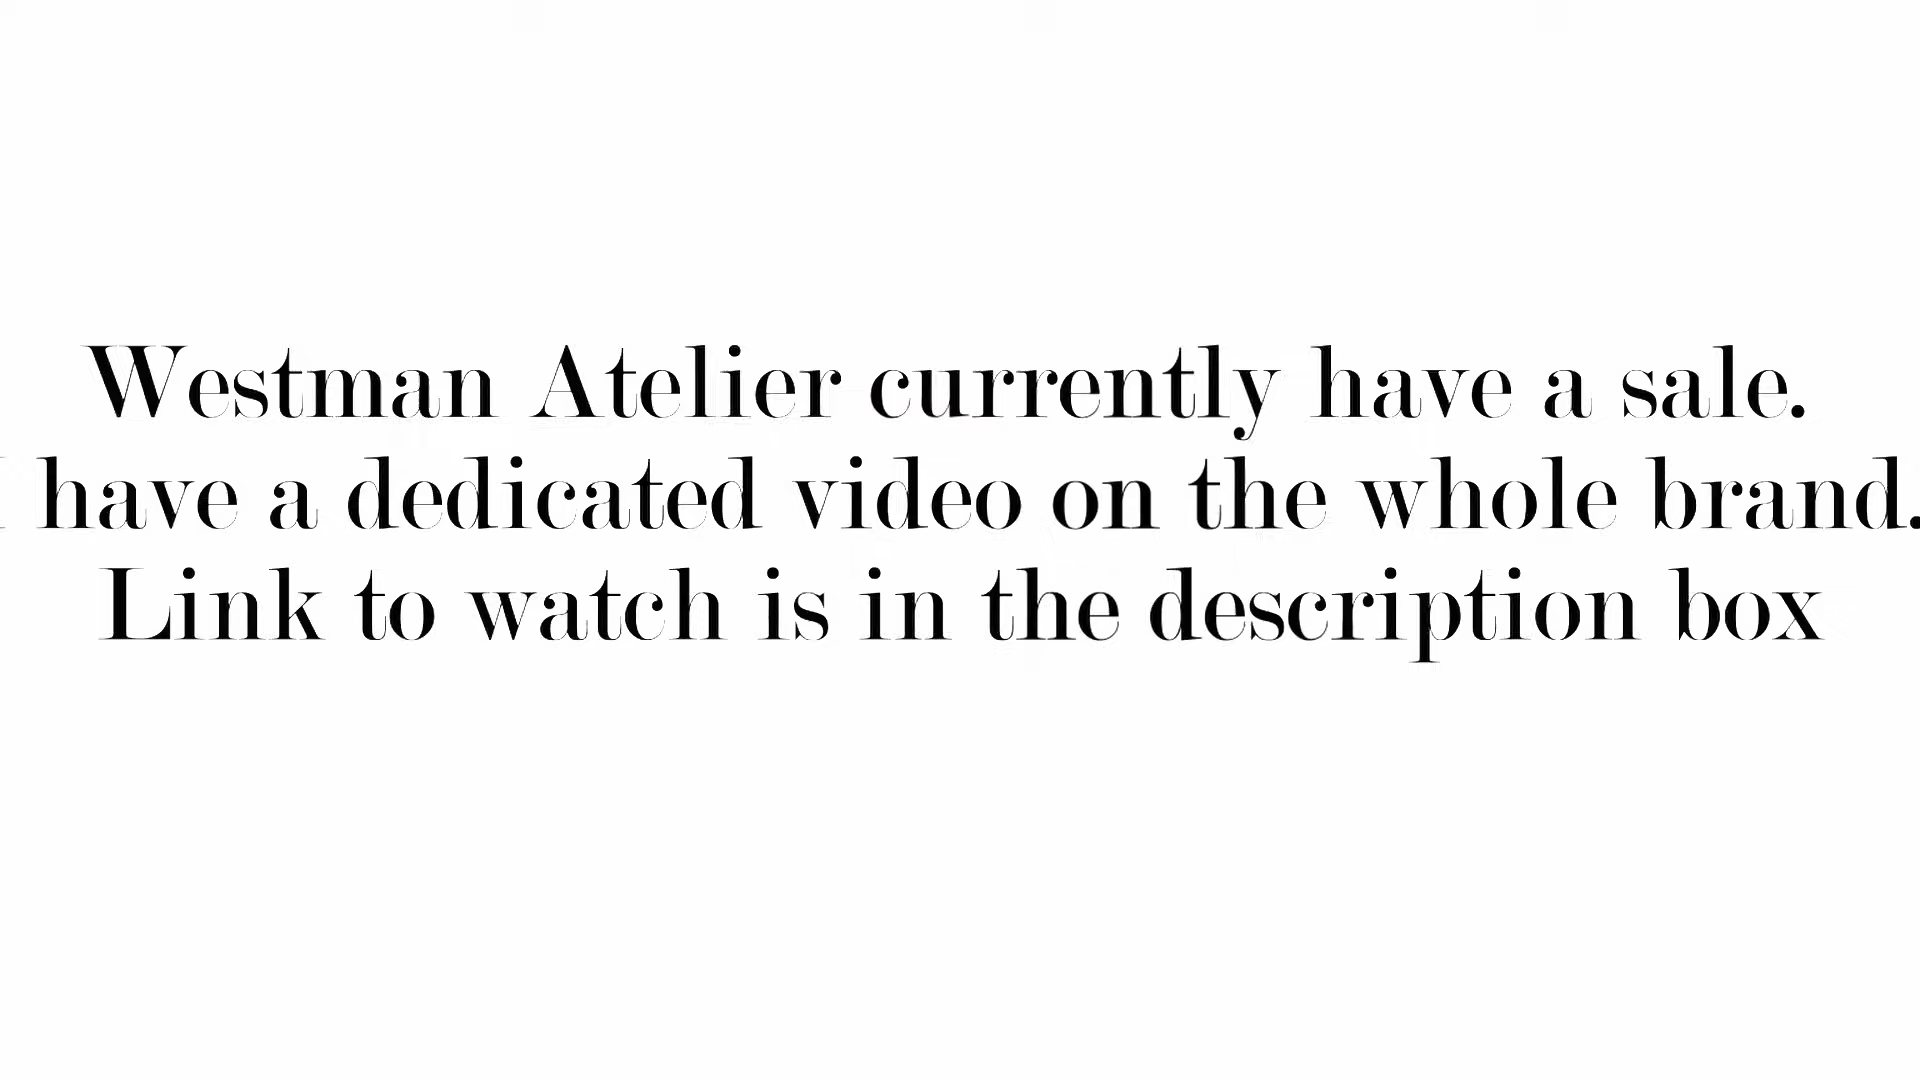 Westman Atelier currently have a sale.
I have a dedicated video on the whole brand.
Link to watch is in the description box